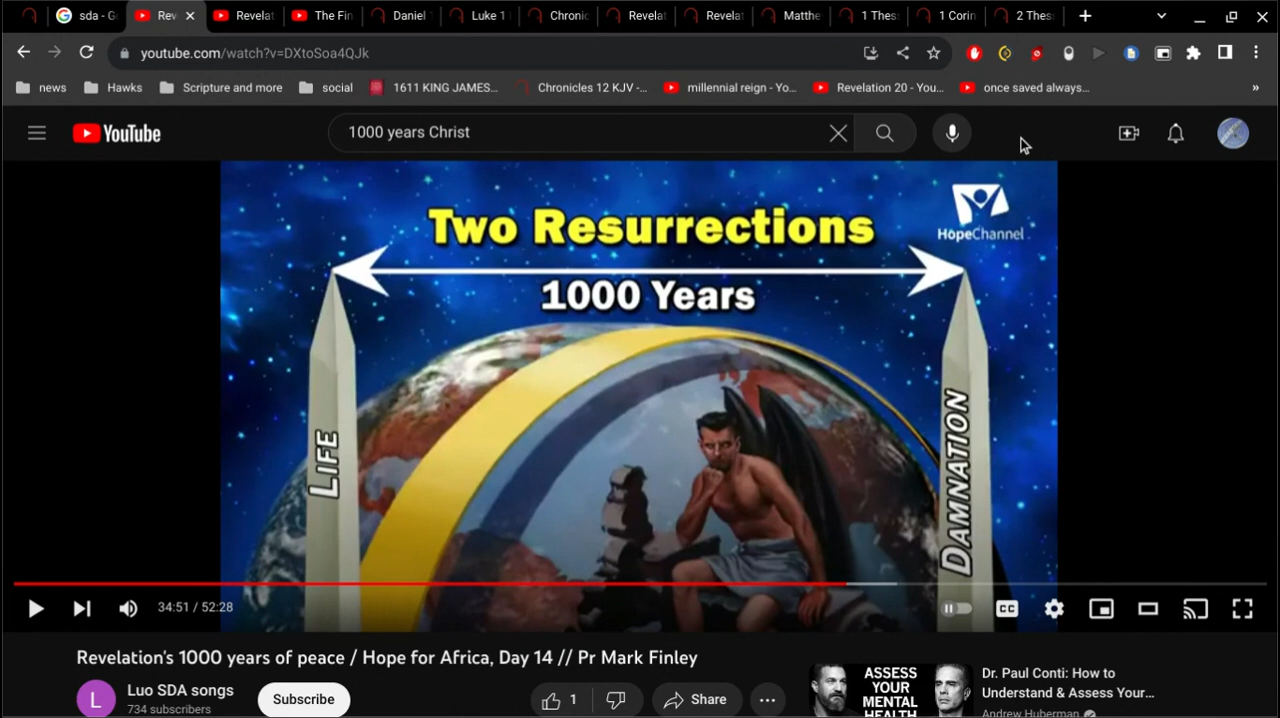 sda - G
Rev
Revelat
The Fin
Daniel
Luke 1
Chronic
Revelat
Revelat
Matthe
1 Thess
1 Corin
2 Thes
youtube.com/watch?v=DXtoSoa4QJk
news
Hawks
Scripture and more
social
1611 KING JAMES...
Chronicles 12 KJV -...
millennial reign - Yo...
Revelation 20 - You...
once saved always...
»
YouTube
1000 years Christ
Two Resurrections
HopeChannel
1000 Years
LIFE
DAMNATION
34:51 / 52:28
CC
Revelation's 1000 years of peace / Hope for Africa, Day 14 // Pr Mark Finley
L
Luo SDA songs
734 subscribers
Subscribe
1
Share
ASSESS
YOUR
MENTAL
HEALTH
Dr. Paul Conti: How to
Understand & Assess Your...
Andrew Huberman